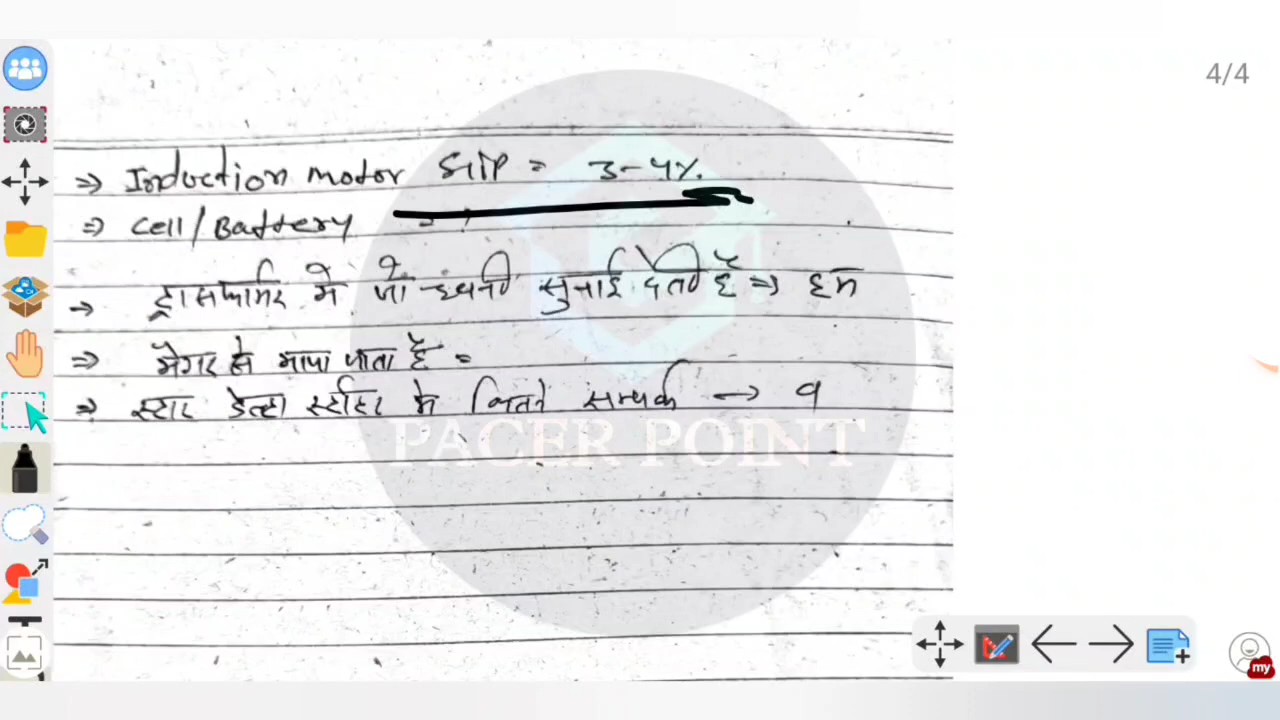 4/4
⇒ Induction motor Slip = 3-4%.
⇒ Cell/Battery
⇒ ट्रासफार्मर मे जो ध्वनी सुनाई देती है ⇒ हम
⇒ मेगर से मापा जाता है =
⇒ स्टार डेल्टा स्टार्टर मे कितने सम्पर्क → 9
PACER POINT
my